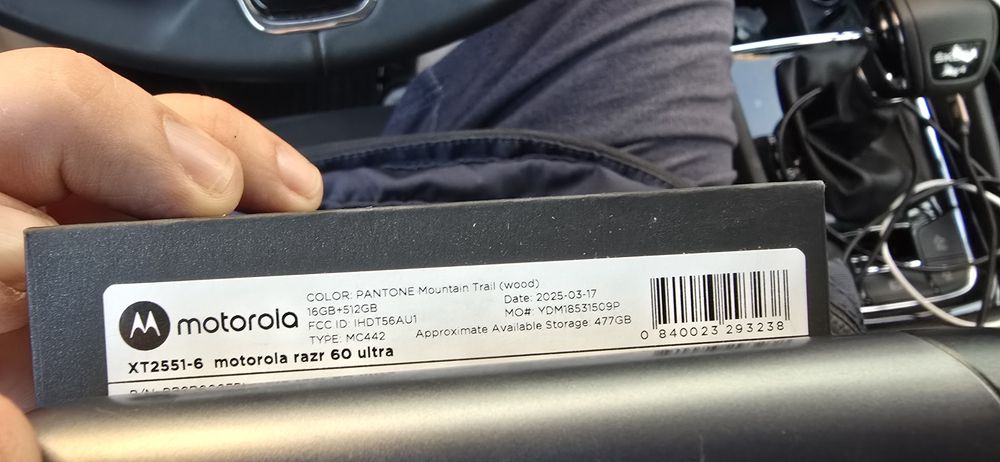 COLOR: PANTONE Mountain Trail (wood)
16GB+512GB Date: 2025-03-17
FCC ID: IHDT56AU1 MO#: YDM18531509P
TYPE: MC442 Approximate Available Storage: 477GB
motorola
XT2551-6 motorola razr 60 ultra
0 840023 293238